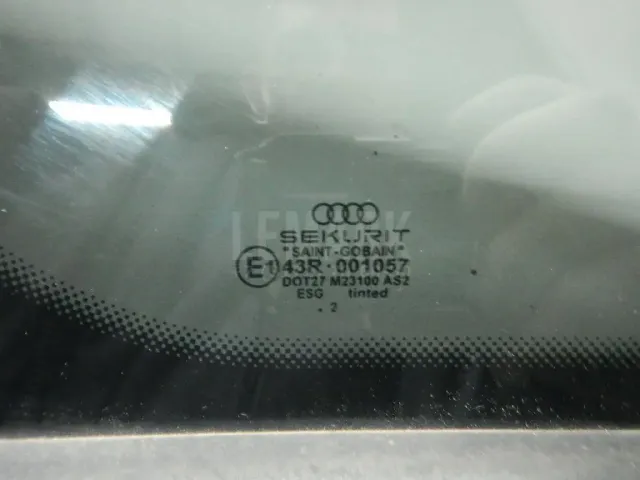 SEKURIT
"SAINT-GOBAIN"
E1 43R-001057
DOT27 M23100 AS2
ESG tinted
. 2